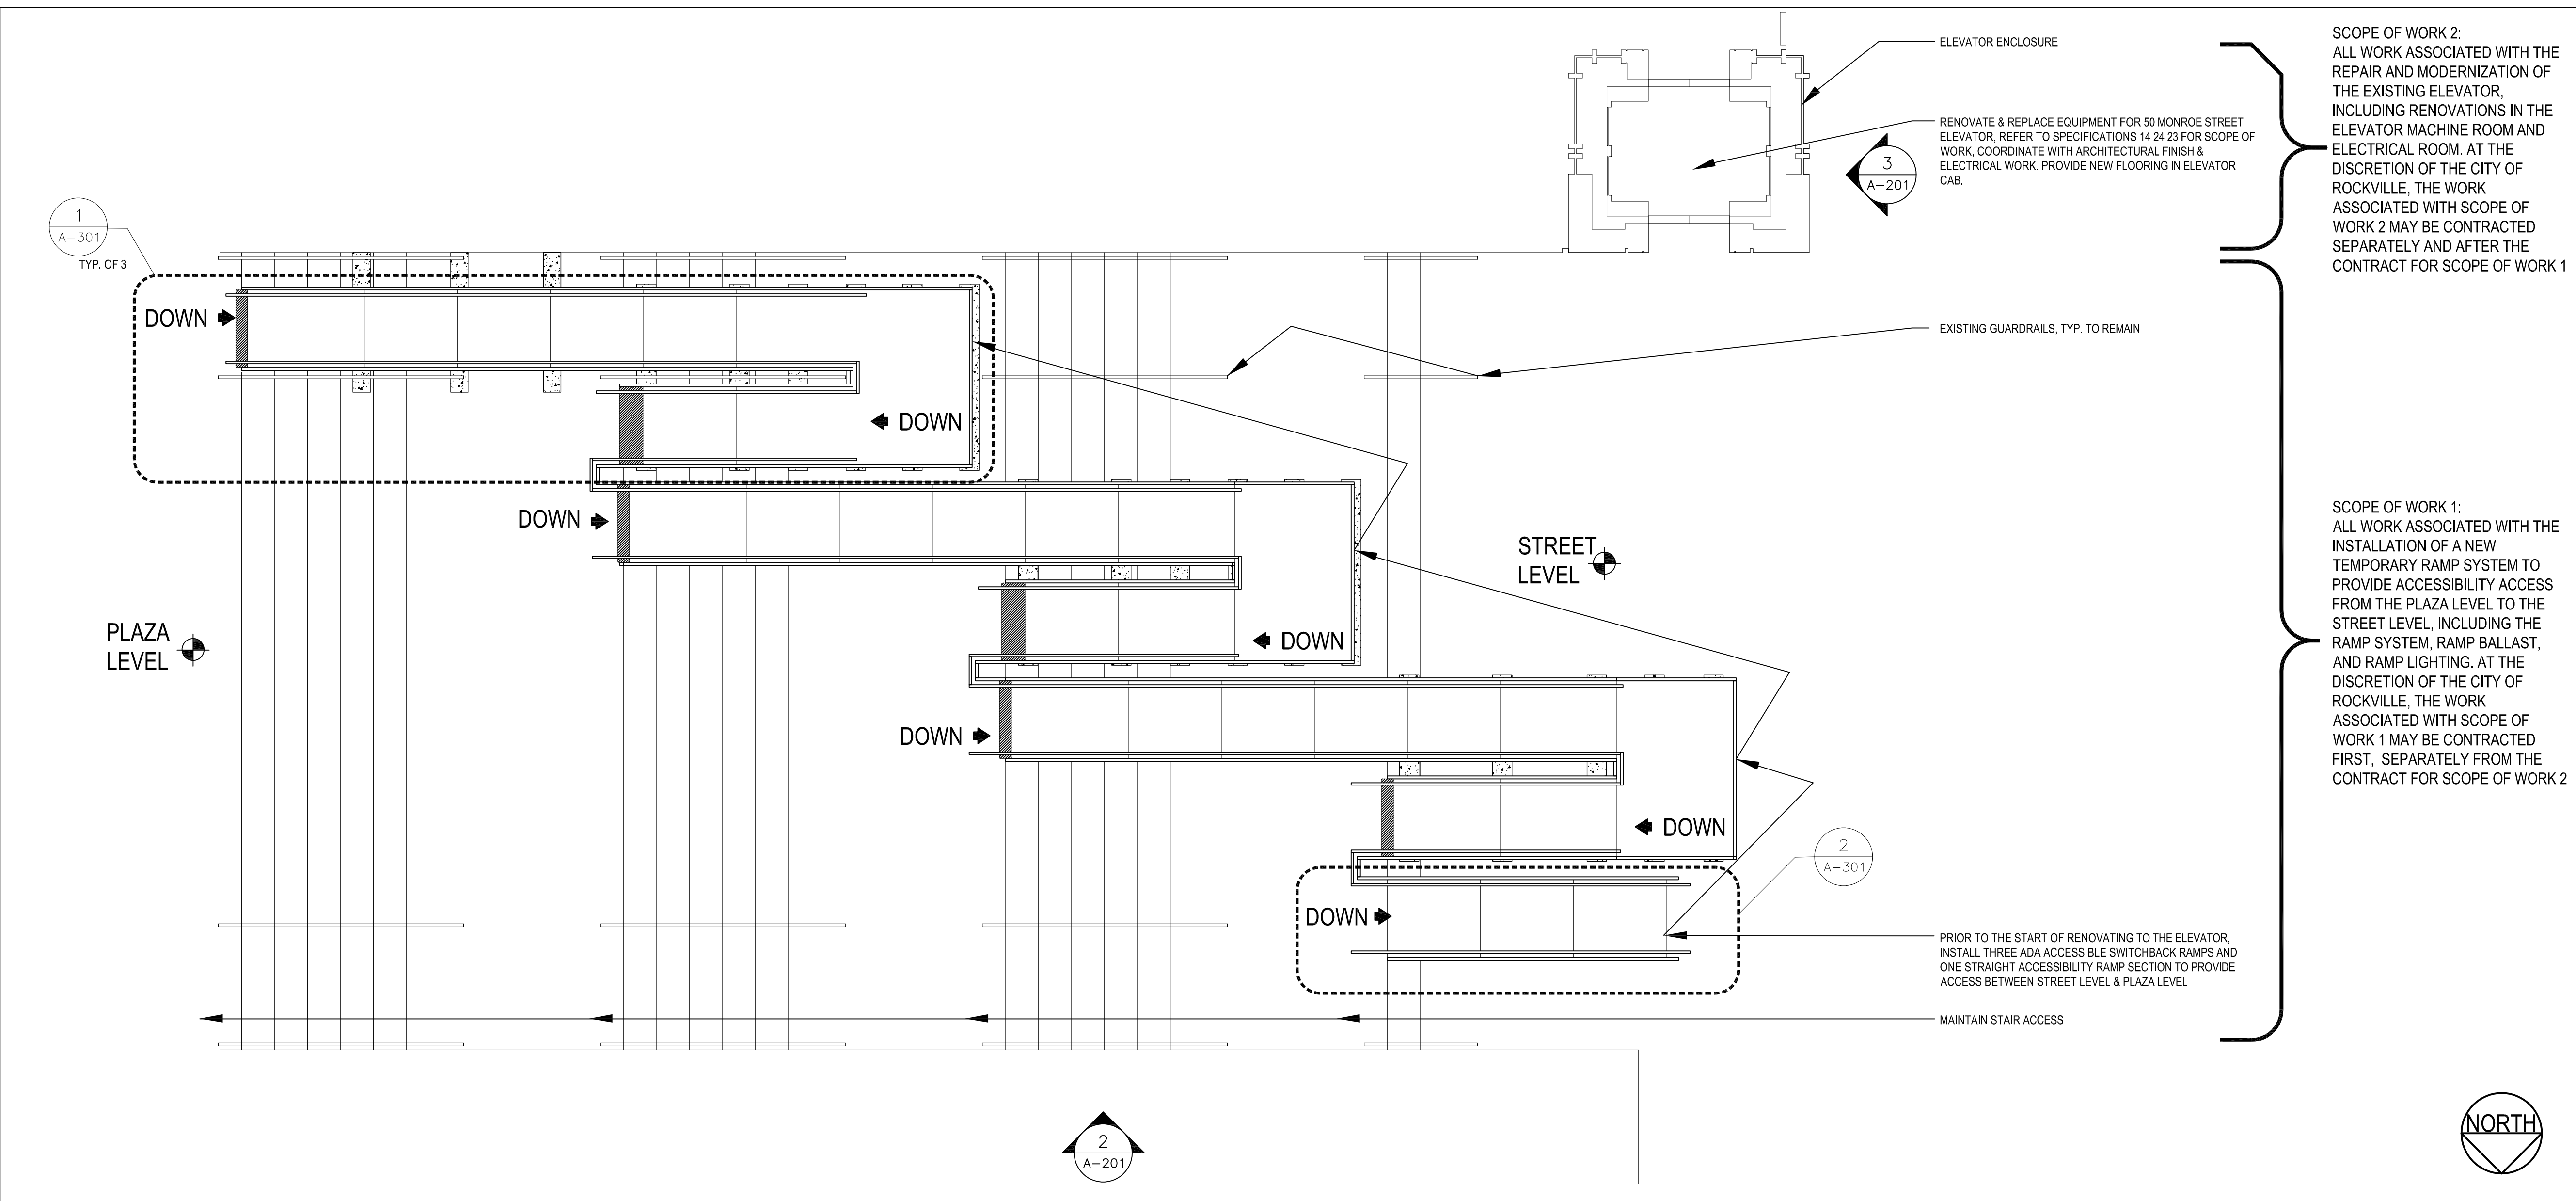 ELEVATOR ENCLOSURE
RENOVATE & REPLACE EQUIPMENT FOR 50 MONROE STREET
ELEVATOR, REFER TO SPECIFICATIONS 14 24 23 FOR SCOPE OF
WORK, COORDINATE WITH ARCHITECTURAL FINISH &
ELECTRICAL WORK. PROVIDE NEW FLOORING IN ELEVATOR
CAB.
3
A-201
SCOPE OF WORK 2:
ALL WORK ASSOCIATED WITH THE
REPAIR AND MODERNIZATION OF
THE EXISTING ELEVATOR,
INCLUDING RENOVATIONS IN THE
ELEVATOR MACHINE ROOM AND
ELECTRICAL ROOM. AT THE
DISCRETION OF THE CITY OF
ROCKVILLE, THE WORK
ASSOCIATED WITH SCOPE OF
WORK 2 MAY BE CONTRACTED
SEPARATELY AND AFTER THE
CONTRACT FOR SCOPE OF WORK 1
1
A-301
TYP. OF 3
DOWN
EXISTING GUARDRAILS, TYP. TO REMAIN
DOWN
DOWN
STREET
LEVEL
PLAZA
LEVEL
DOWN
DOWN
DOWN
SCOPE OF WORK 1:
ALL WORK ASSOCIATED WITH THE
INSTALLATION OF A NEW
TEMPORARY RAMP SYSTEM TO
PROVIDE ACCESSIBILITY ACCESS
FROM THE PLAZA LEVEL TO THE
STREET LEVEL, INCLUDING THE
RAMP SYSTEM, RAMP BALLAST,
AND RAMP LIGHTING. AT THE
DISCRETION OF THE CITY OF
ROCKVILLE, THE WORK
ASSOCIATED WITH SCOPE OF
WORK 1 MAY BE CONTRACTED
FIRST, SEPARATELY FROM THE
CONTRACT FOR SCOPE OF WORK 2
2
A-301
DOWN
PRIOR TO THE START OF RENOVATING TO THE ELEVATOR,
INSTALL THREE ADA ACCESSIBLE SWITCHBACK RAMPS AND
ONE STRAIGHT ACCESSIBILITY RAMP SECTION TO PROVIDE
ACCESS BETWEEN STREET LEVEL & PLAZA LEVEL
MAINTAIN STAIR ACCESS
2
A-201
NORTH